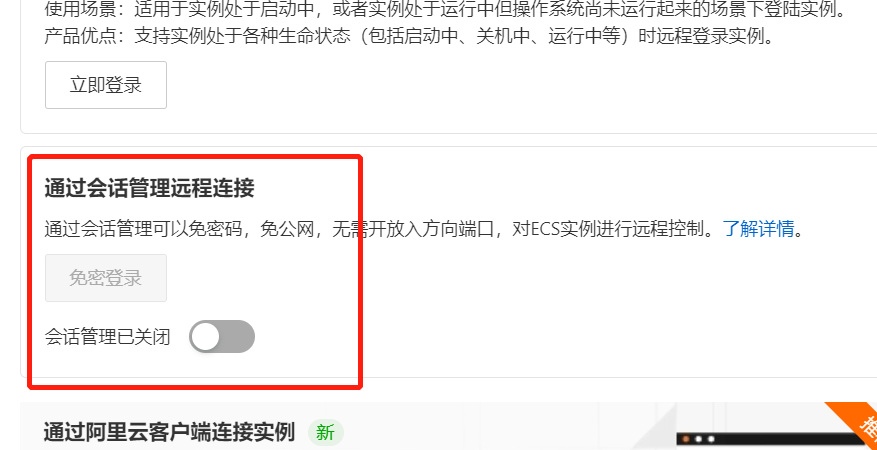 使用场景：适用于实例处于启动中，或者实例处于运行中但操作系统尚未运行起来的场景下登陆实例。
产品优点：支持实例处于各种生命状态（包括启动中、关机中、运行中等）时远程登录实例。
立即登录
通过会话管理远程连接
通过会话管理可以免密码，免公网，无需开放入方向端口，对ECS实例进行远程控制。了解详情。
免密登录
会话管理已关闭
通过阿里云客户端连接实例 新